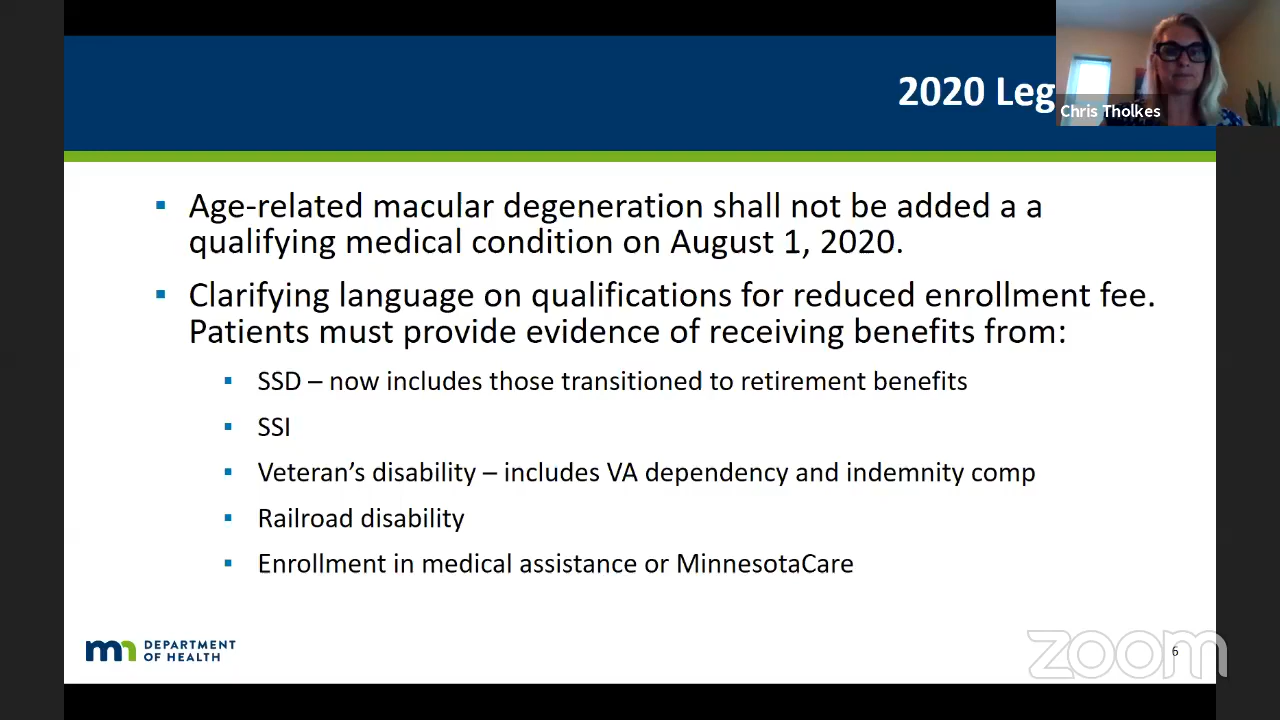 2020 Leg
Chris Tholkes
Age-related macular degeneration shall not be added a a
qualifying medical condition on August 1, 2020.
Clarifying language on qualifications for reduced enrollment fee.
Patients must provide evidence of receiving benefits from:
SSD – now includes those transitioned to retirement benefits
SSI
Veteran’s disability – includes VA dependency and indemnity comp
Railroad disability
Enrollment in medical assistance or MinnesotaCare
mn DEPARTMENT
OF HEALTH
zoom
6